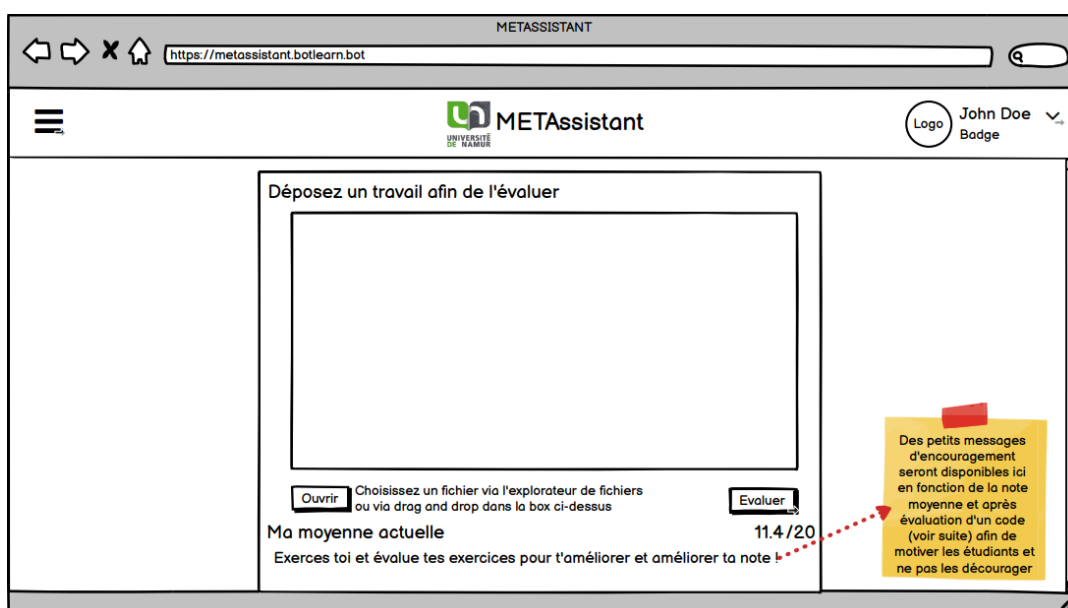 METASSISTANT
https://metassistant.botlearn.bot
UNIVERSITÉ
DE NAMUR
METAssistant
Logo
John Doe
Badge
Déposez un travail afin de l'évaluer
Ouvrir
Choisissez un fichier via l'explorateur de fichiers
ou via drag and drop dans la box ci-dessus
Evaluer
Ma moyenne actuelle
11.4/20
Exerces toi et évalue tes exercices pour t'améliorer et améliorer ta note !
Des petits messages
d'encouragement
seront disponibles ici
en fonction de la note
moyenne et après
évaluation d'un code
(voir suite) afin de
motiver les étudiants et
ne pas les décourager